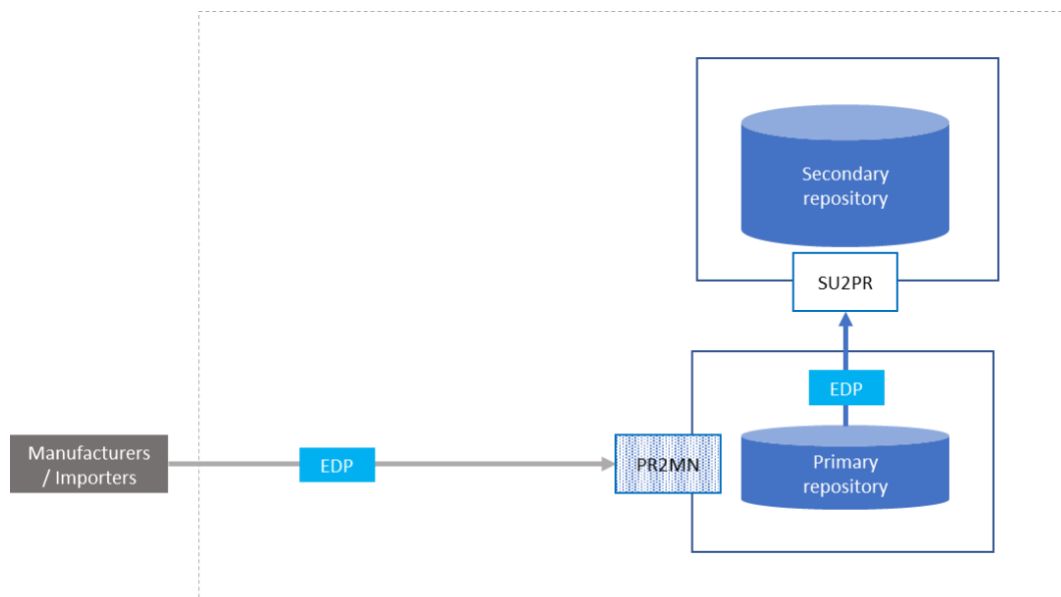 Secondary
repository
SU2PR
EDP
Manufacturers
/ Importers
EDP
PR2MN
Primary
repository